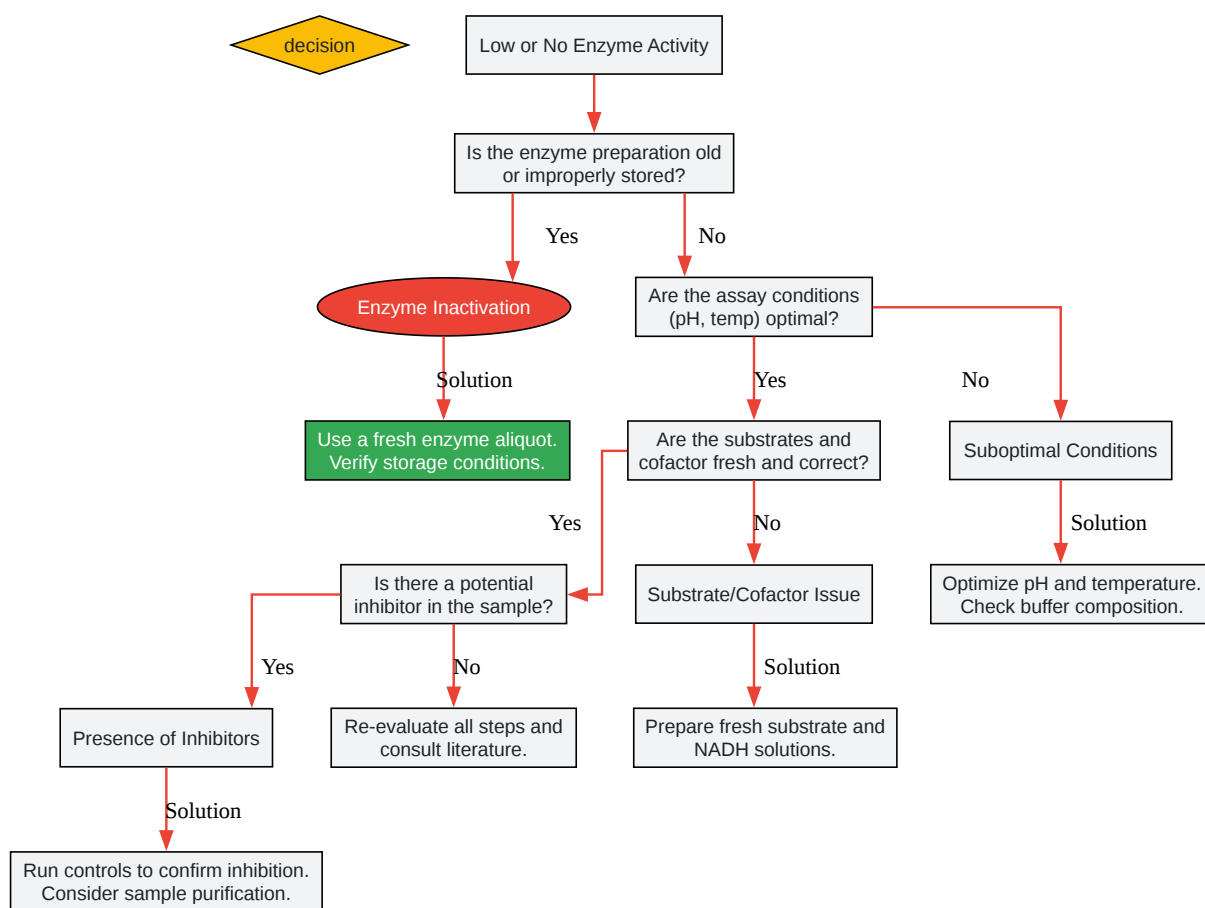 decision
Low or No Enzyme Activity
Is the enzyme preparation old
or improperly stored?
Yes
No
Enzyme Inactivation
Are the assay conditions
(pH, temp) optimal?
Solution
Yes
No
Use a fresh enzyme aliquot.
Verify storage conditions.
Are the substrates and
cofactor fresh and correct?
Suboptimal Conditions
Yes
No
Solution
Is there a potential
inhibitor in the sample?
Substrate/Cofactor Issue
Optimize pH and temperature.
Check buffer composition.
Yes
No
Solution
Presence of Inhibitors
Re-evaluate all steps and
consult literature.
Prepare fresh substrate and
NADH solutions.
Solution
Run controls to confirm inhibition.
Consider sample purification.